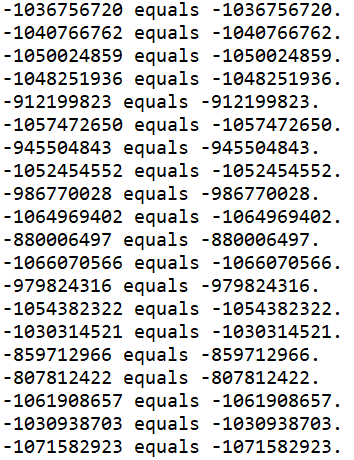 -1036756720 equals -1036756720.
-1040766762 equals -1040766762.
-1050024859 equals -1050024859.
-1048251936 equals -1048251936.
-912199823 equals -912199823.
-1057472650 equals -1057472650.
-945504843 equals -945504843.
-1052454552 equals -1052454552.
-986770028 equals -986770028.
-1064969402 equals -1064969402.
-880006497 equals -880006497.
-1066070566 equals -1066070566.
-979824316 equals -979824316.
-1054382322 equals -1054382322.
-1030314521 equals -1030314521.
-859712966 equals -859712966.
-807812422 equals -807812422.
-1061908657 equals -1061908657.
-1030938703 equals -1030938703.
-1071582923 equals -1071582923.